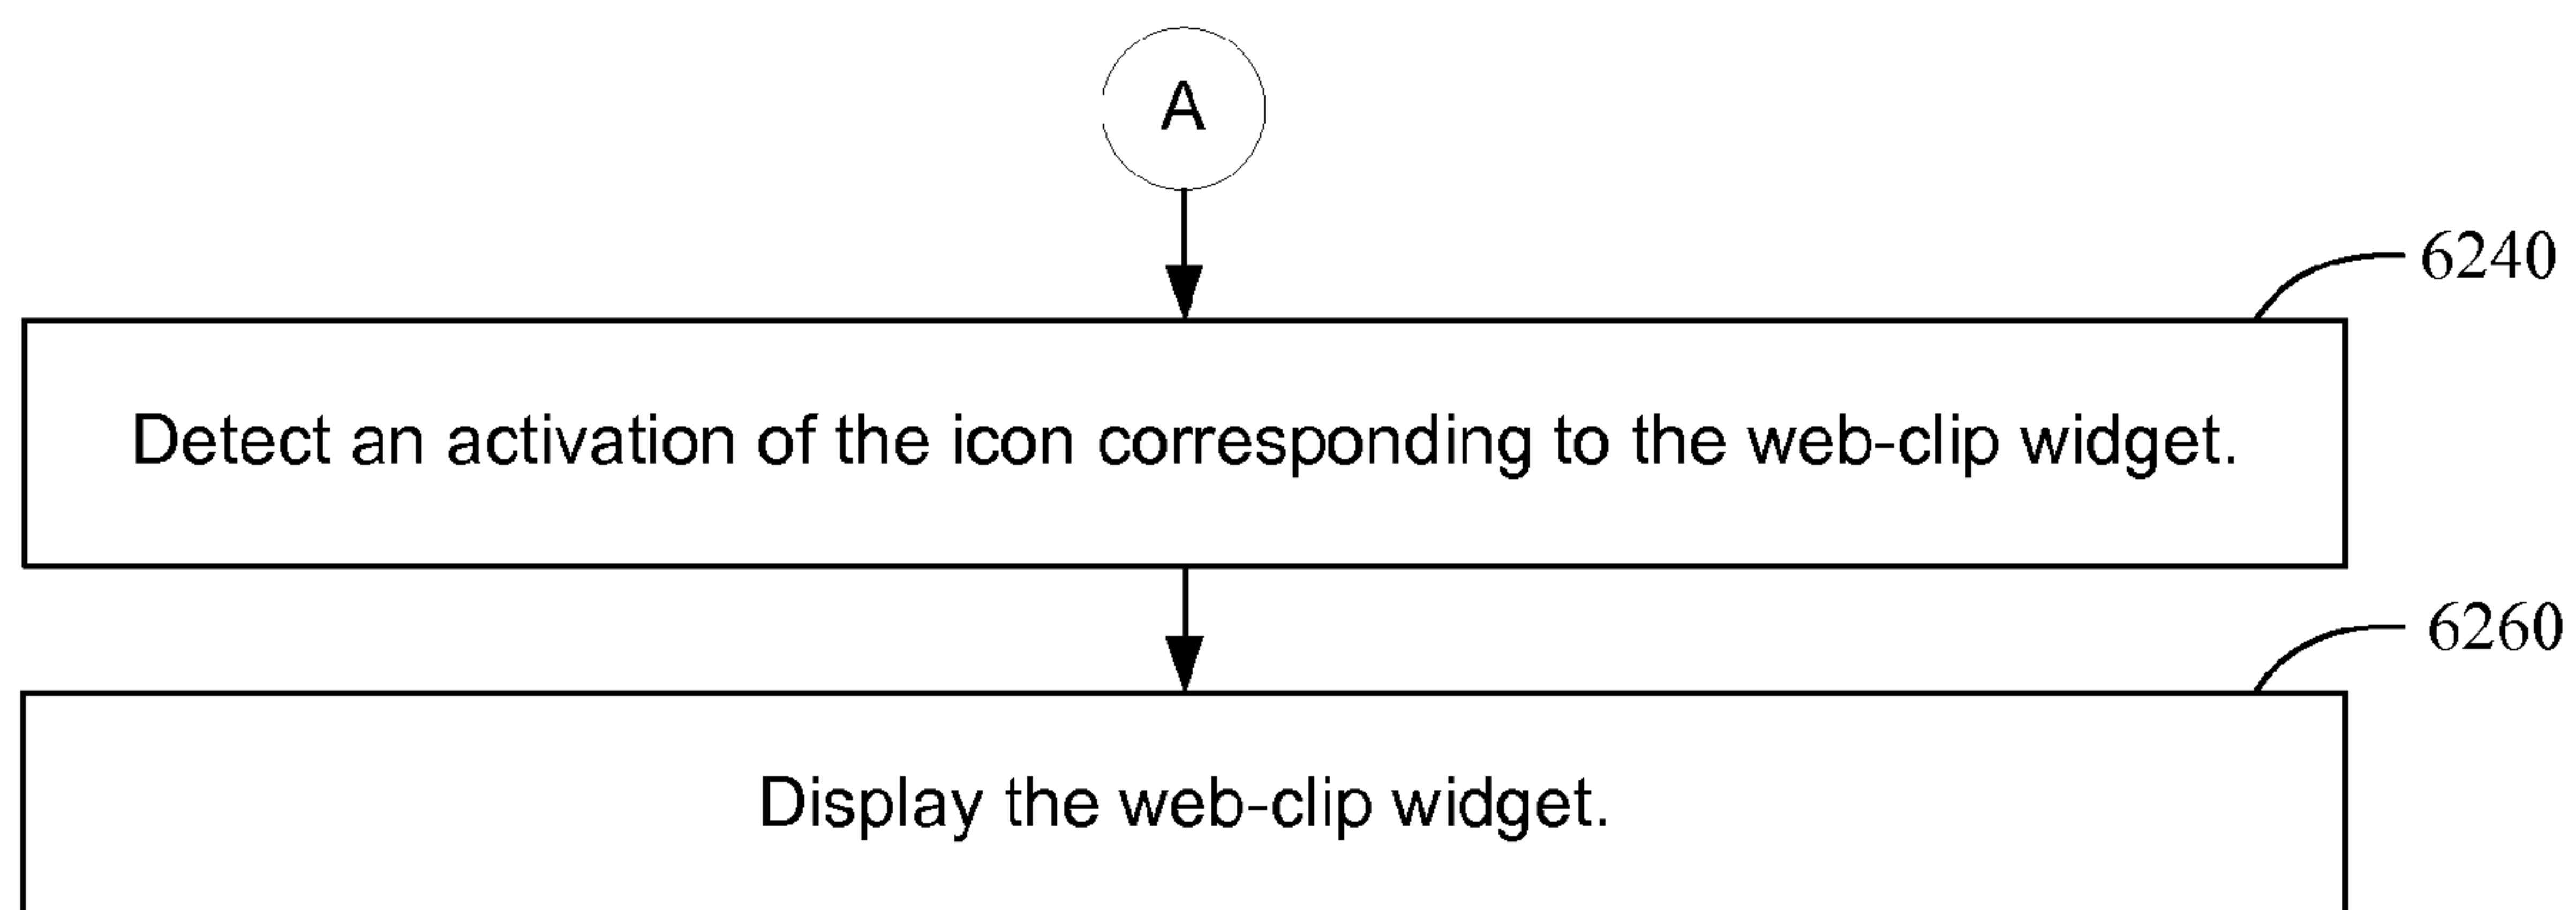 A
6240
Detect an activation of the icon corresponding to the web-clip widget.
6260
Display the web-clip widget.